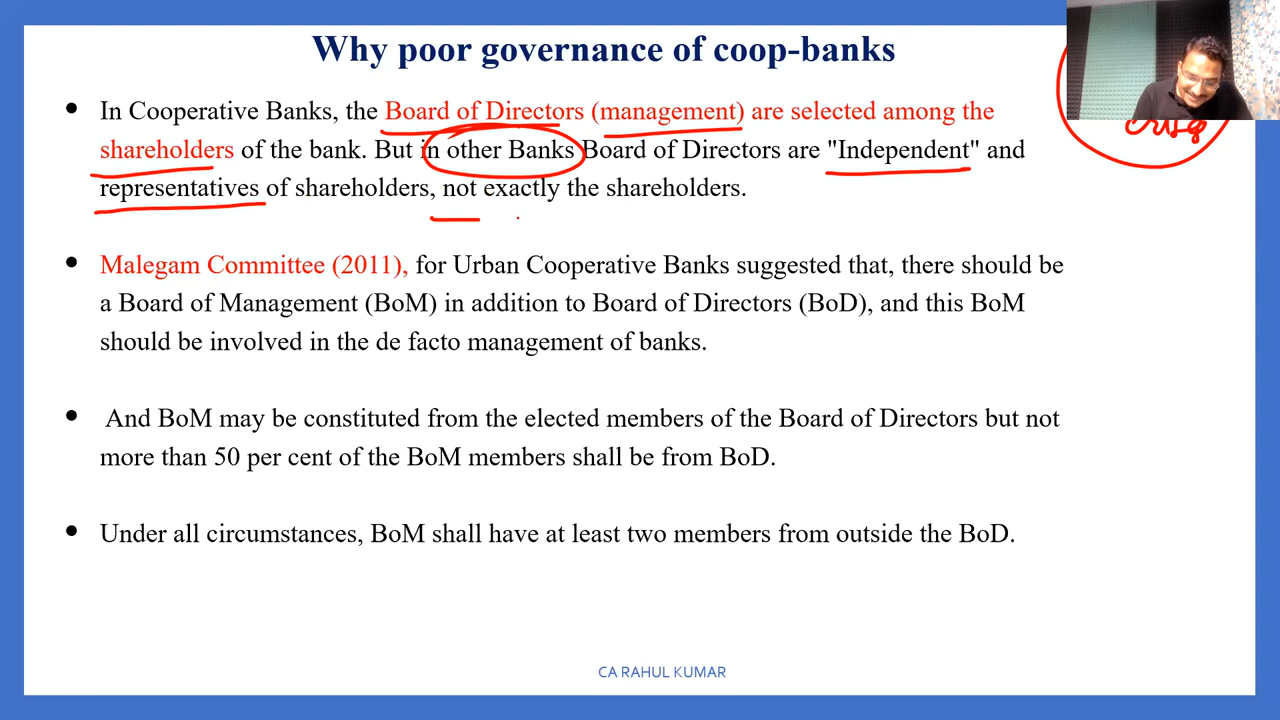 Why poor governance of coop-banks
• In Cooperative Banks, the Board of Directors (management) are selected among the
shareholders of the bank. But in other Banks Board of Directors are "Independent" and
representatives of shareholders, not exactly the shareholders.
• Malegam Committee (2011), for Urban Cooperative Banks suggested that, there should be
a Board of Management (BoM) in addition to Board of Directors (BoD), and this BoM
should be involved in the de facto management of banks.
• And BoM may be constituted from the elected members of the Board of Directors but not
more than 50 per cent of the BoM members shall be from BoD.
• Under all circumstances, BoM shall have at least two members from outside the BoD.
CA RAHUL KUMAR